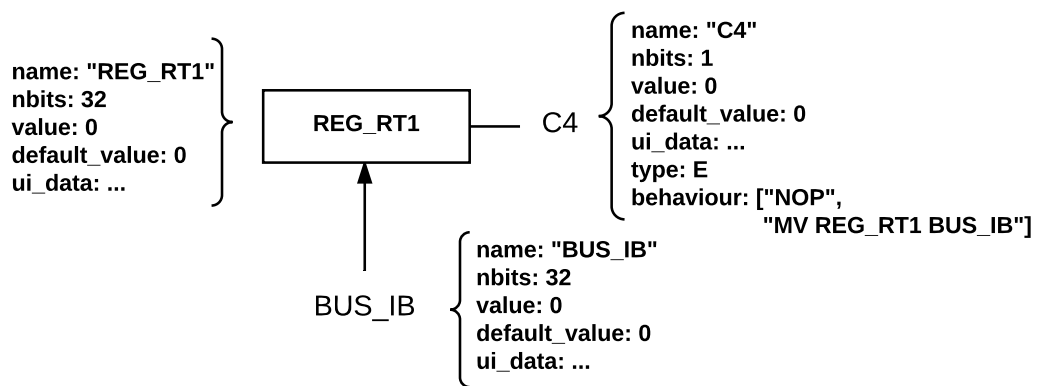 name: "REG_RT1"
nbits: 32
value: 0
default_value: 0
ui_data: ...
REG_RT1
C4
name: "C4"
nbits: 1
value: 0
default_value: 0
ui_data: ...
type: E
behaviour: ["NOP",
"MV REG_RT1 BUS_IB"]
BUS_IB
name: "BUS_IB"
nbits: 32
value: 0
default_value: 0
ui_data: ...